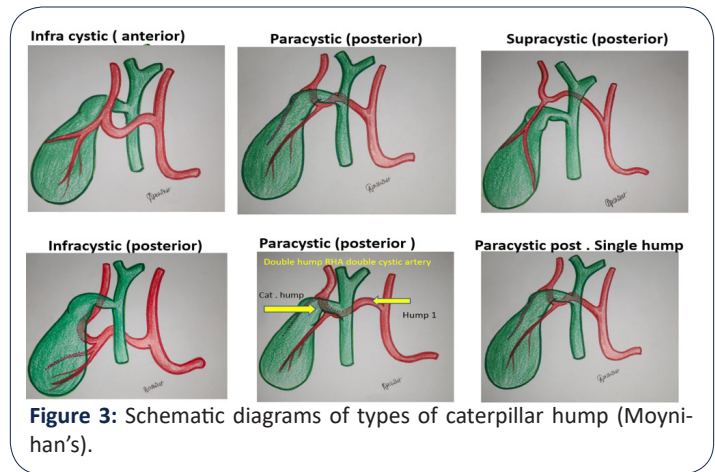 Infra cystic ( anterior)
Paracystic (posterior)
Supracystic (posterior)
Infracystic (posterior)
Paracystic (posterior )
Paracystic post . Single hump
Double hump RHA double cystic artery
Cat . hump
Hump 1
Figure 3: Schematic diagrams of types of caterpillar hump (Moyni-
han's).